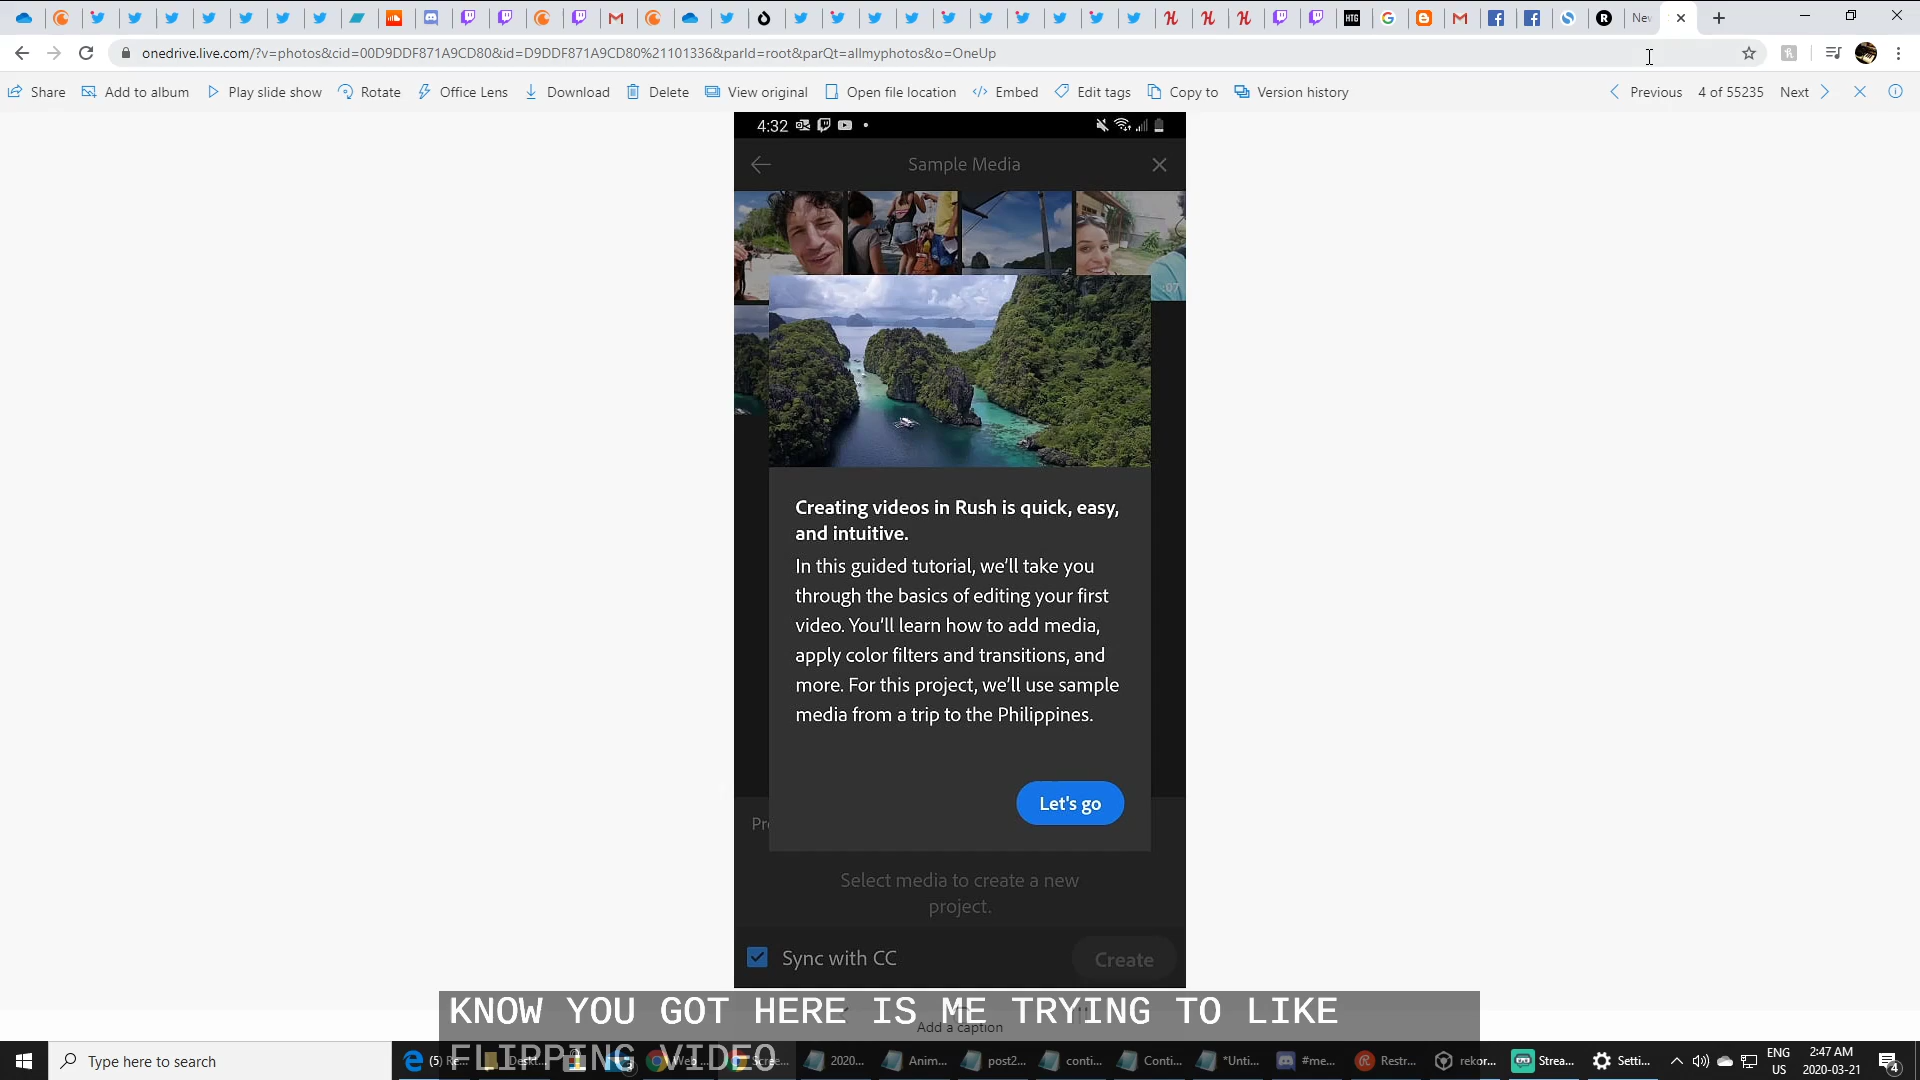 New
onedrive.live.com/?v=photos&cid=00D9DDF871A9CD80&id=D9DDF871A9CD80%21101336&parId=root&parQt=allmyphotos&o=OneUp
Share Add to album Play slide show Rotate Office Lens Download Delete View original Open file location Embed Edit tags Copy to Version history Previous 4 of 55235 Next
4:32
Sample Media
:07
Creating videos in Rush is quick, easy,
and intuitive.
In this guided tutorial, we'll take you
through the basics of editing your first
video. You'll learn how to add media,
apply color filters and transitions, and
more. For this project, we'll use sample
media from a trip to the Philippines.
Let's go
Select media to create a new
project.
Sync with CC
Create
KNOW YOU GOT HERE IS ME TRYING TO LIKE
Add a caption
FLIPPING VIDEO
Type here to search
(5) 2020... Anim... post2... conti... Conti... *Unti... #me... Restr... rekor... Strea... Setti...
ENG
US
2:47 AM
2020-03-21
4